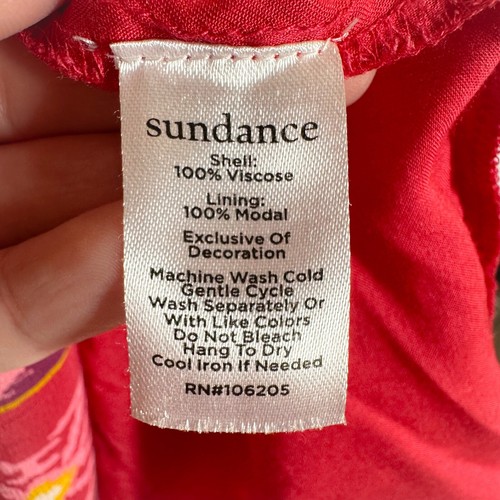 sundance
Shell:
100% Viscose
Lining:
100% Modal
Exclusive Of
Decoration
Machine Wash Cold
Gentle Cycle
Wash Separately Or
With Like Colors
Do Not Bleach
Hang To Dry
Cool Iron If Needed
RN#106205